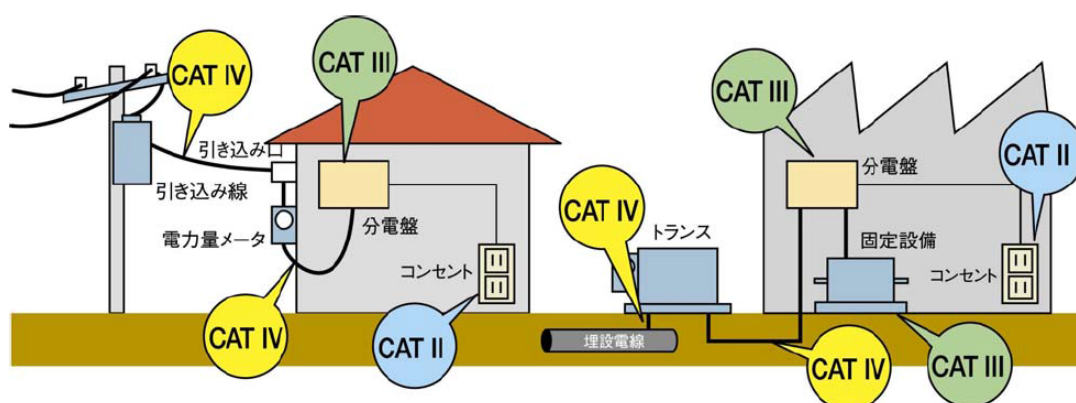 CAT IV
CAT III
引き込み口
引き込み線
電力量メータ
分電盤
コンセント
CAT IV
CAT II
CAT IV
トランス
埋設電線
CAT III
分電盤
CAT II
固定設備
コンセント
CAT IV
CAT III